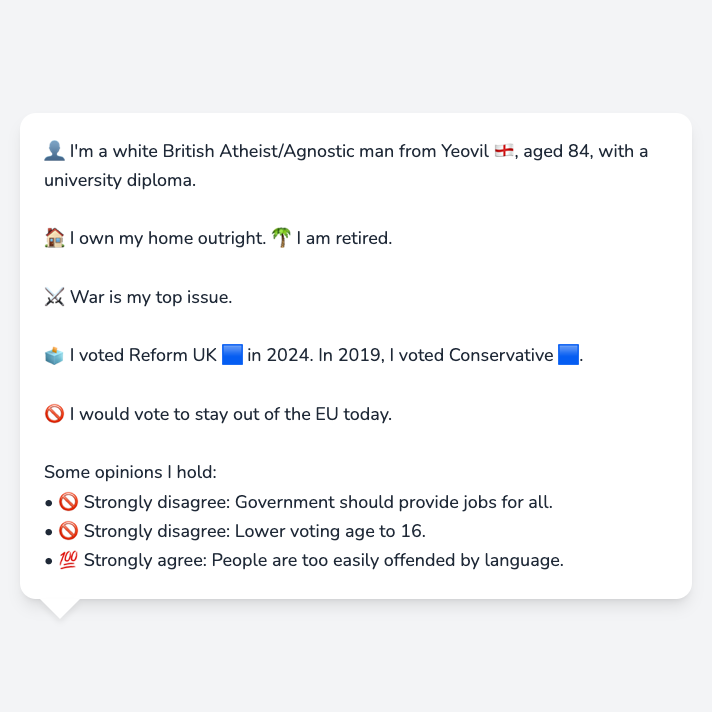 👤 I'm a white British Atheist/Agnostic man from Yeovil 🏴󠁧󠁢󠁥󠁮󠁧󠁿, aged 84, with a
university diploma.
🏠 I own my home outright. 🌴 I am retired.
⚔️ War is my top issue.
🗳️ I voted Reform UK 🟦 in 2024. In 2019, I voted Conservative 🟦.
🚫 I would vote to stay out of the EU today.
Some opinions I hold:
• 🚫 Strongly disagree: Government should provide jobs for all.
• 🚫 Strongly disagree: Lower voting age to 16.
• 💯 Strongly agree: People are too easily offended by language.